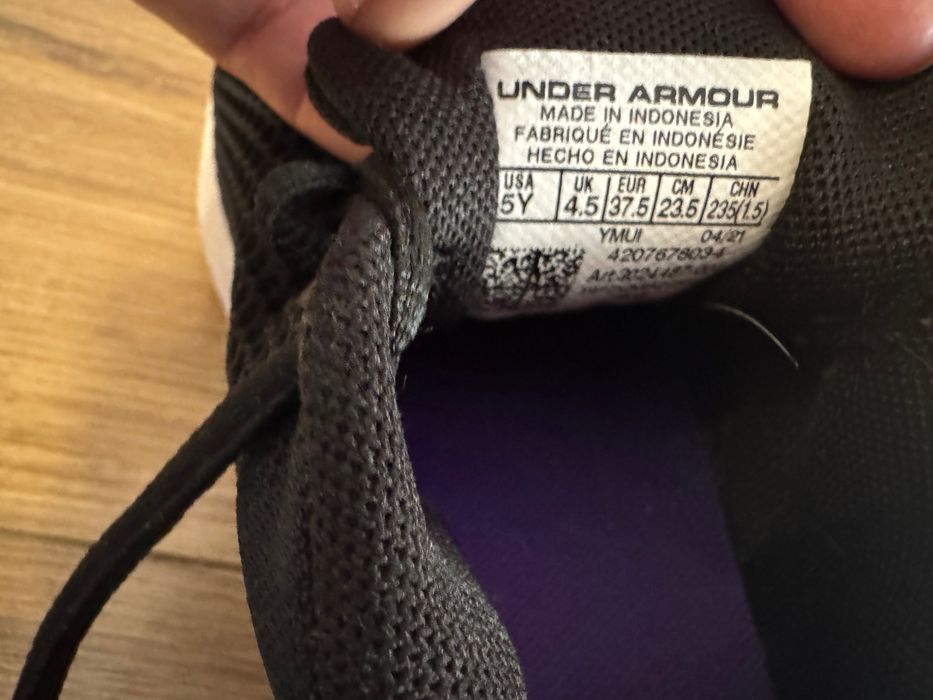 UNDER ARMOUR
MADE IN INDONESIA
FABRIQUÉ EN INDONÉSIE
HECHO EN INDONESIA
USA UK EUR CM CHN
5Y 4.5 37.5 23.5 235(1.5)
YMUI 04/21
4207678034